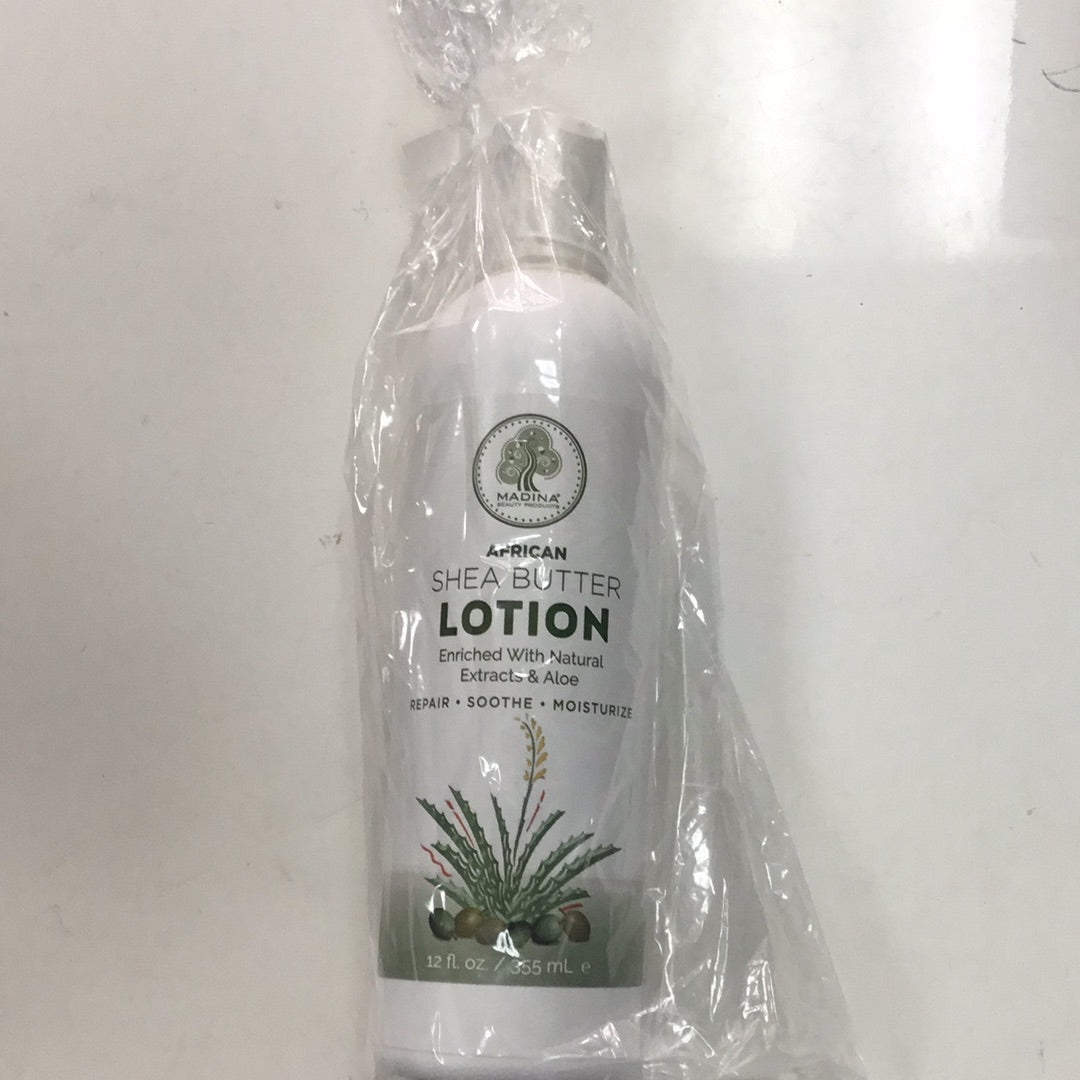 MADINA®
BEAUTY PRODUCTS
AFRICAN
SHEA BUTTER
LOTION
Enriched With Natural
Extracts & Aloe
REPAIR • SOOTHE • MOISTURIZE
12 fl. oz. / 355 mL e